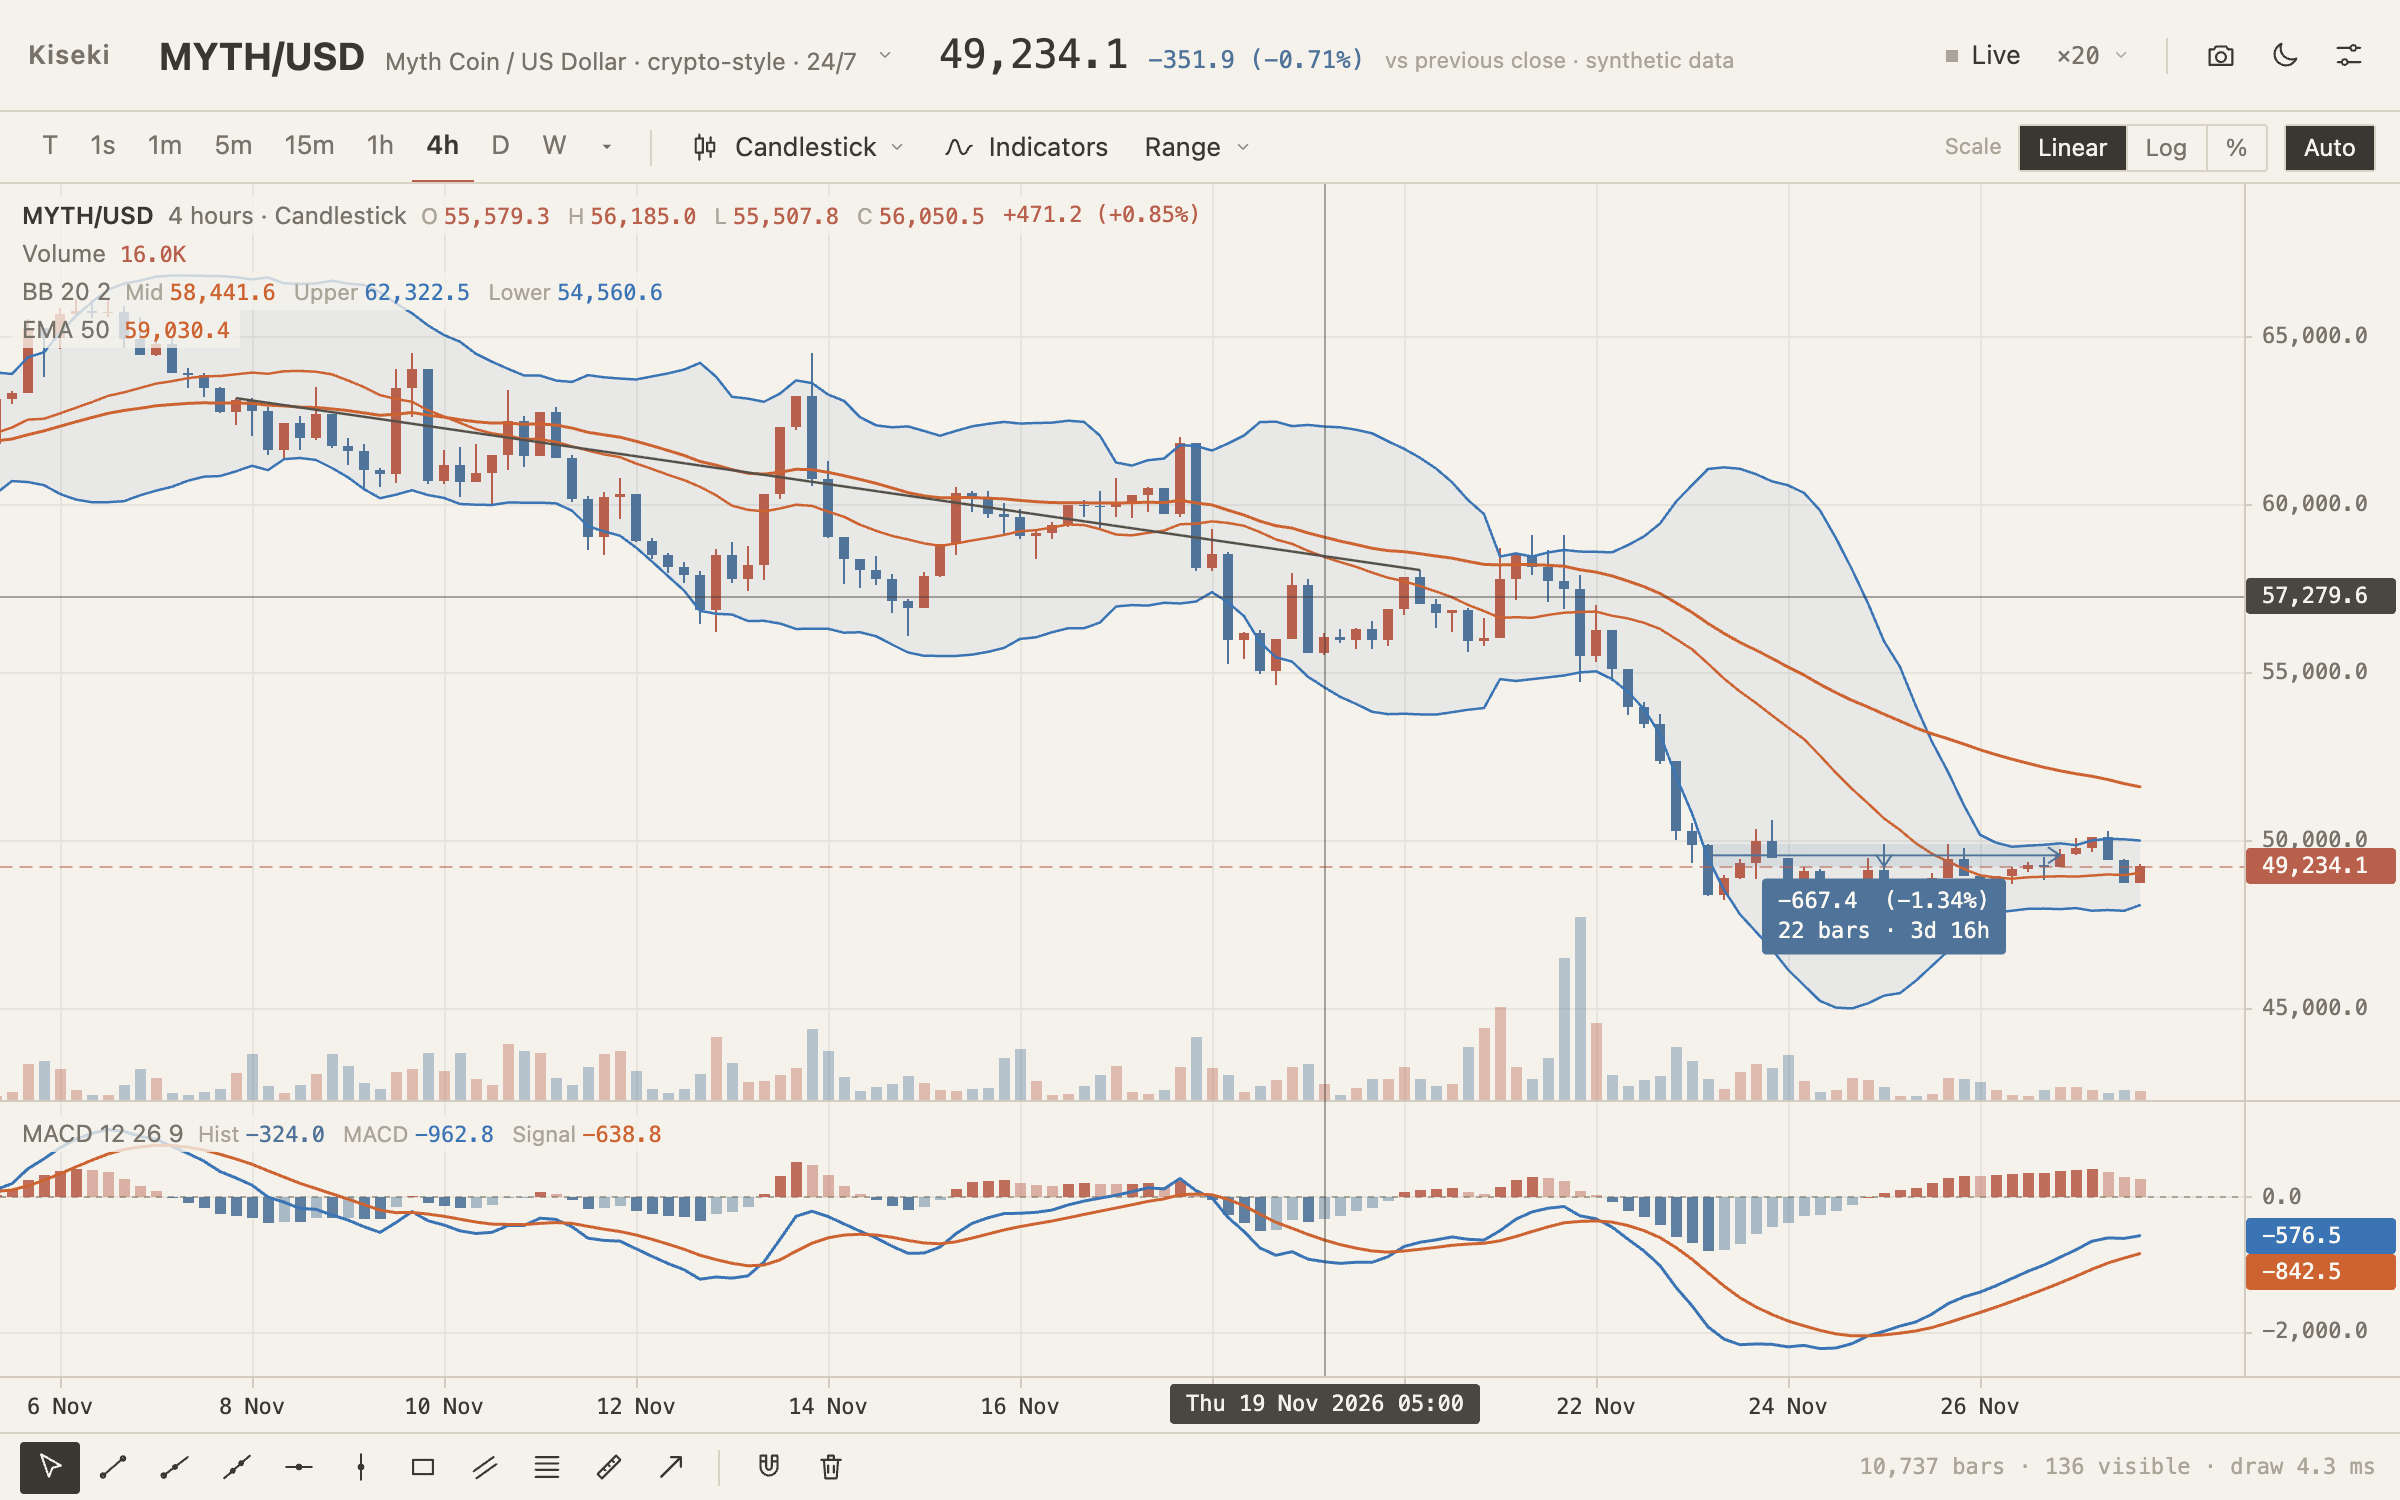 Kiseki MYTH/USD Myth Coin / US Dollar · crypto-style · 24/7 49,234.1 −351.9 (−0.71%) vs previous close · synthetic data Live ×20
T 1s 1m 5m 15m 1h 4h D W Candlestick Indicators Range Scale Linear Log % Auto
MYTH/USD 4 hours · Candlestick O 55,579.3 H 56,185.0 L 55,507.8 C 56,050.5 +471.2 (+0.85%)
Volume 16.0K
BB 20 2 Mid 58,441.6 Upper 62,322.5 Lower 54,560.6
EMA 50 59,030.4
65,000.0
60,000.0
57,279.6
55,000.0
50,000.0
49,234.1
−667.4 (−1.34%)
22 bars · 3d 16h
45,000.0
MACD 12 26 9 Hist −324.0 MACD −962.8 Signal −638.8
0.0
−576.5
−842.5
−2,000.0
6 Nov 8 Nov 10 Nov 12 Nov 14 Nov 16 Nov Thu 19 Nov 2026 05:00 22 Nov 24 Nov 26 Nov
10,737 bars · 136 visible · draw 4.3 ms